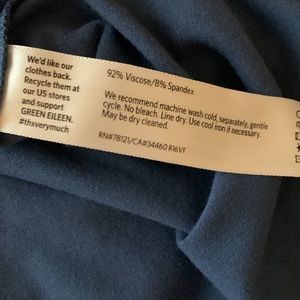 We'd like our
clothes back.
Recycle them at
our US stores
and support
GREEN EILEEN.
#thxverymuch
92% Viscose/8% Spandex
We recommend machine wash cold, separately, gentle
cycle. No bleach. Line dry. Use cool iron if necessary.
May be dry cleaned.
RN#78121/CA#34460 R16VF